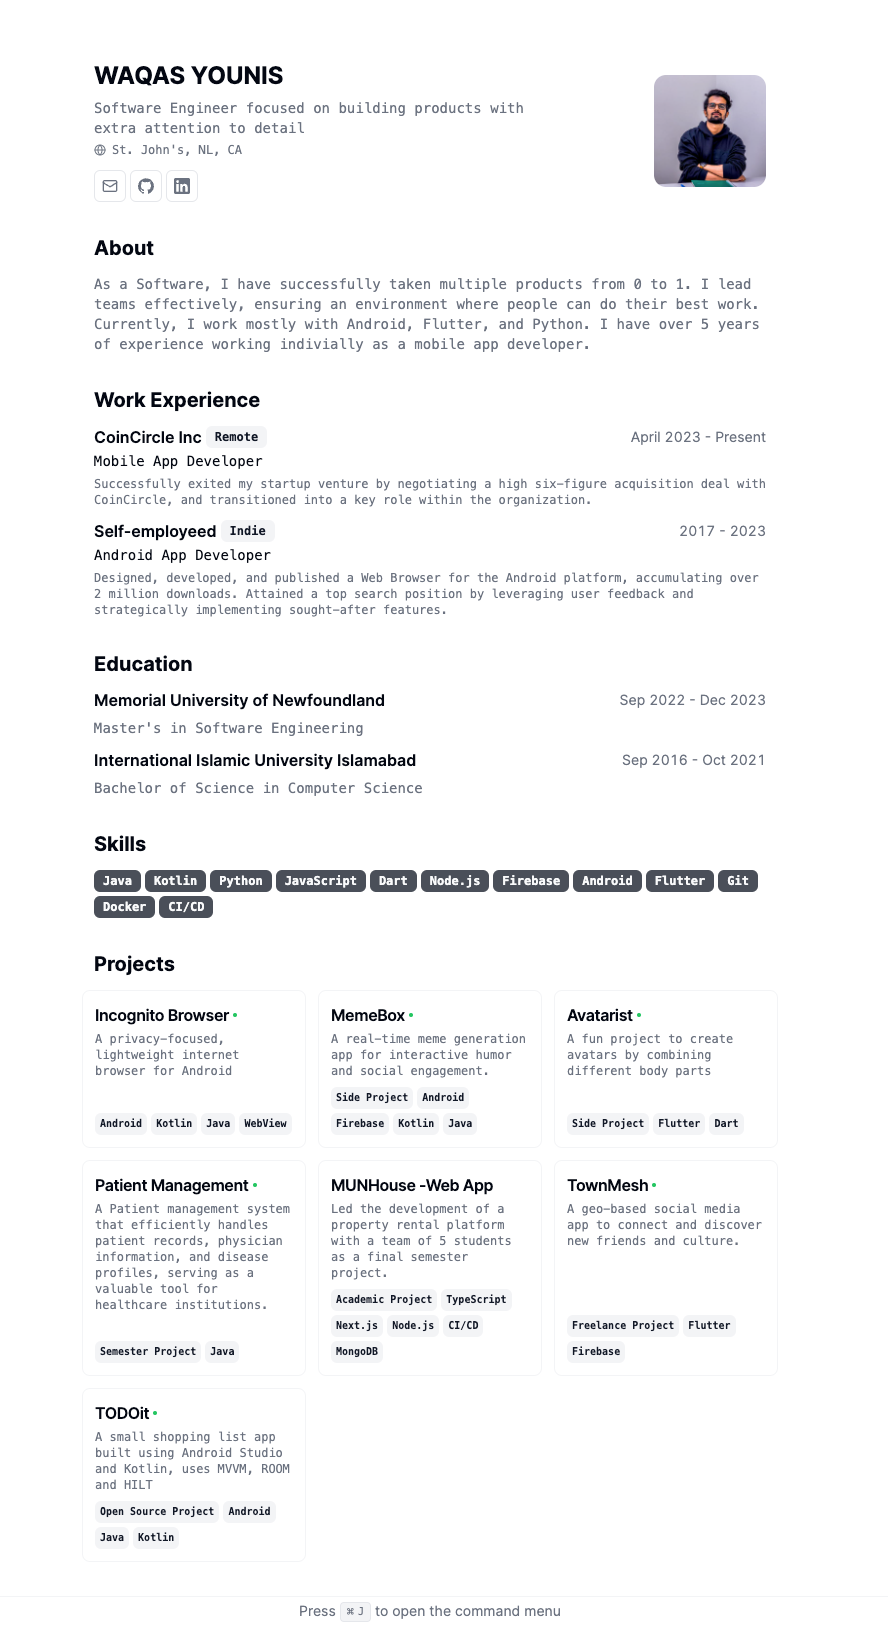 WAQAS YOUNIS
Software Engineer focused on building products with
extra attention to detail
St. John's, NL, CA
About
As a Software, I have successfully taken multiple products from 0 to 1. I lead
teams effectively, ensuring an environment where people can do their best work.
Currently, I work mostly with Android, Flutter, and Python. I have over 5 years
of experience working indivially as a mobile app developer.
Work Experience
CoinCircle Inc Remote April 2023 - Present
Mobile App Developer
Successfully exited my startup venture by negotiating a high six-figure acquisition deal with
CoinCircle, and transitioned into a key role within the organization.
Self-employeed Indie 2017 - 2023
Android App Developer
Designed, developed, and published a Web Browser for the Android platform, accumulating over
2 million downloads. Attained a top search position by leveraging user feedback and
strategically implementing sought-after features.
Education
Memorial University of Newfoundland Sep 2022 - Dec 2023
Master's in Software Engineering
International Islamic University Islamabad Sep 2016 - Oct 2021
Bachelor of Science in Computer Science
Skills
Java Kotlin Python JavaScript Dart Node.js Firebase Android Flutter Git
Docker CI/CD
Projects
Incognito Browser
A privacy-focused,
lightweight internet
browser for Android
Android Kotlin Java WebView
MemeBox
A real-time meme generation
app for interactive humor
and social engagement.
Side Project Android
Firebase Kotlin Java
Avatarist
A fun project to create
avatars by combining
different body parts
Side Project Flutter Dart
Patient Management
A Patient management system
that efficiently handles
patient records, physician
information, and disease
profiles, serving as a
valuable tool for
healthcare institutions.
Semester Project Java
MUNHouse -Web App
Led the development of a
property rental platform
with a team of 5 students
as a final semester
project.
Academic Project TypeScript
Next.js Node.js CI/CD
MongoDB
TownMesh
A geo-based social media
app to connect and discover
new friends and culture.
Freelance Project Flutter
Firebase
TODOit
A small shopping list app
built using Android Studio
and Kotlin, uses MVVM, ROOM
and HILT
Open Source Project Android
Java Kotlin
Press ⌘ J to open the command menu